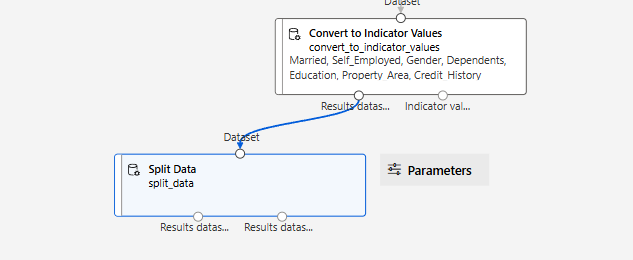 Dataset
Convert to Indicator Values
convert_to_indicator_values
Married, Self_Employed, Gender, Dependents,
Education, Property_Area, Credit_History
Results datas...
Indicator val...
Dataset
Split Data
split_data
Parameters
Results datas...
Results datas...